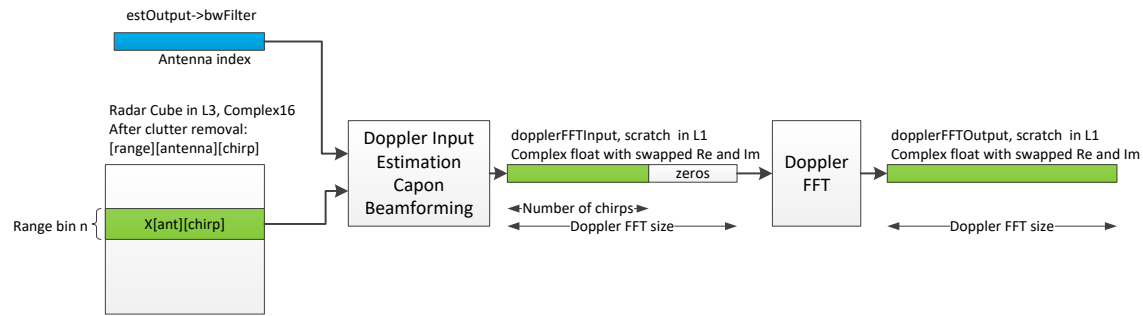 estOutput->bwFilter
Antenna index
Radar Cube in L3, Complex16
After clutter removal:
[range][antenna][chirp]
Range bin n
X[ant][chirp]
Doppler Input
Estimation
Capon
Beamforming
dopplerFFTInput, scratch in L1
Complex float with swapped Re and Im
zeros
Number of chirps
Doppler FFT size
Doppler
FFT
dopplerFFTOutput, scratch in L1
Complex float with swapped Re and Im
Doppler FFT size